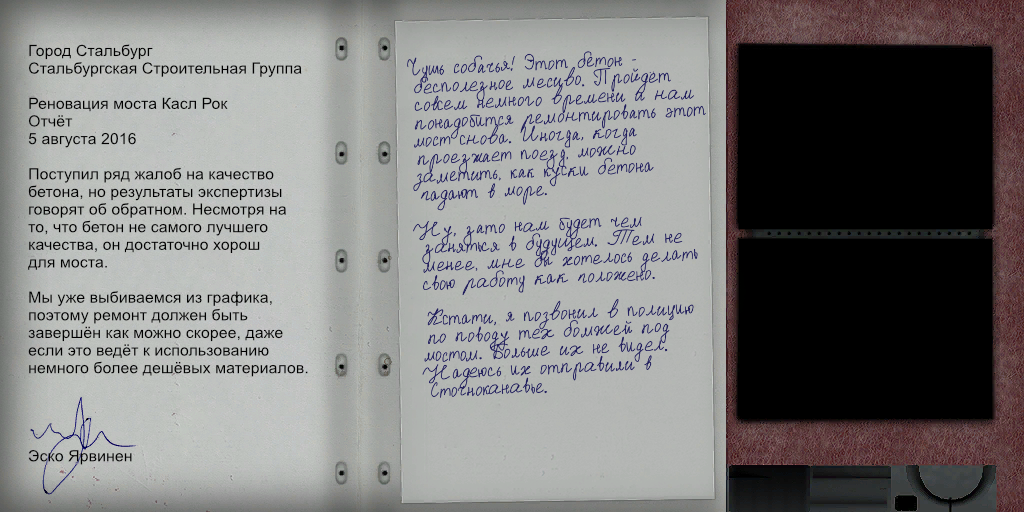 Город Стальбург
Стальбургская Строительная Группа
Реновация моста Касл Рок
Отчёт
5 августа 2016
Поступил ряд жалоб на качество
бетона, но результаты экспертизы
говорят об обратном. Несмотря на
то, что бетон не самого лучшего
качества, он достаточно хорош
для моста.
Мы уже выбиваемся из графика,
поэтому ремонт должен быть
завершён как можно скорее, даже
если это ведёт к использованию
немного более дешёвых материалов.
Эско Ярвинен
Чушь собачья! Этот бетон -
бесполезное месиво. Пройдет
совсем немного времени и нам
понадобится ремонтировать этот
мост снова. Иногда, когда
проезжает поезд, можно
заметить, как куски бетона
падают в море.
Ну, зато нам будет чем
заняться в будущем. Тем не
менее, мне бы хотелось делать
свою работу как положено.
Кстати, я позвонил в полицию
по поводу тех бомжей под
мостом. Больше их не видел.
Надеюсь их отправили в
Сточноканавье.